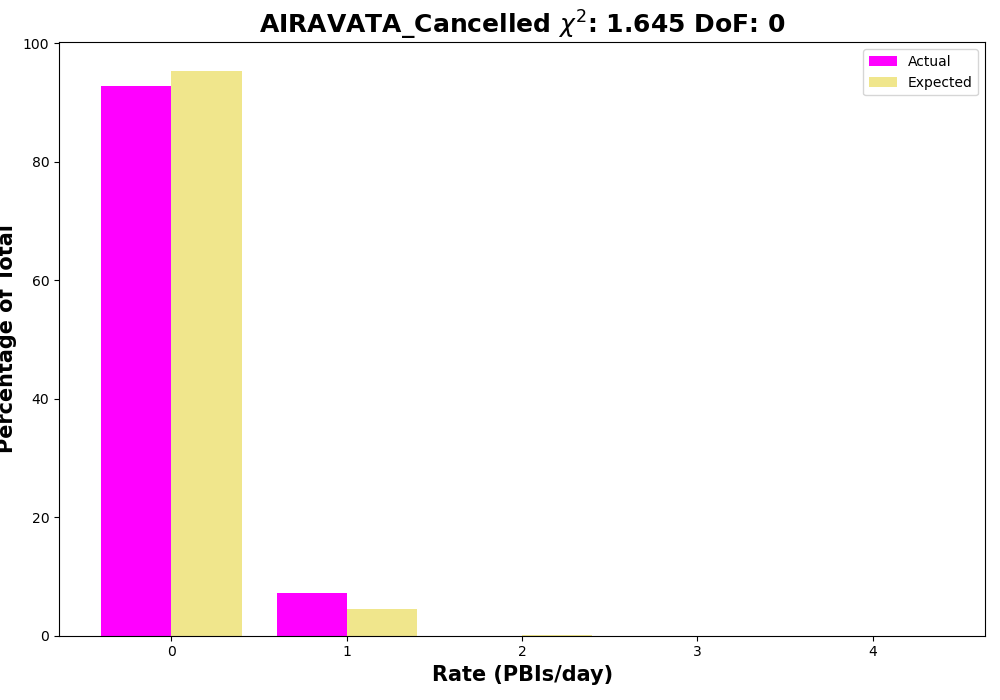 AIRAVATA_Cancelled χ²: 1.645 DoF: 0
Actual
Expected
Percentage of Total
100
80
60
40
20
0
0 1 2 3 4
Rate (PBIs/day)